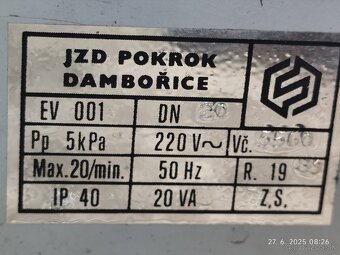 JZD POKROK
DAMBOŘICE
EV 001 DN 20
Pp 5kPa 220 V~ Vč.
Max.20/min. 50 Hz R. 19
IP 40 20 VA Z.S.
27. 6. 2025 08:26